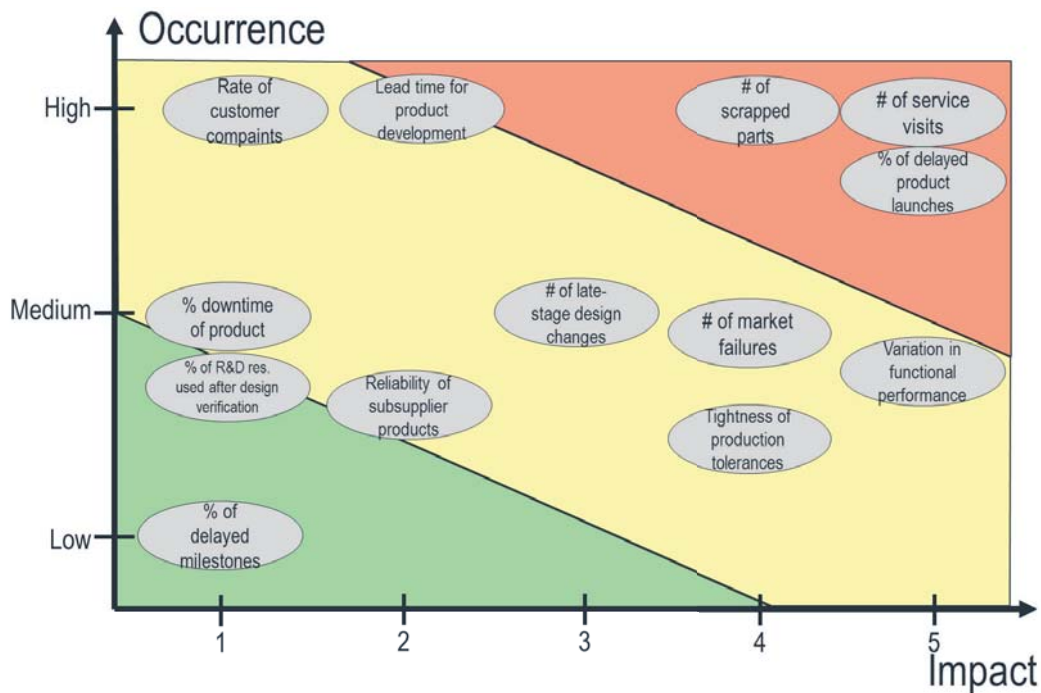 Occurrence
High
Rate of
customer
compaints
Lead time for
product
development
# of
scrapped
parts
# of service
visits
% of delayed
product
launches
Medium
% downtime
of product
# of late-
stage design
changes
# of market
failures
Variation in
functional
performance
% of R&D res.
used after design
verification
Reliability of
subsupplier
products
Tightness of
production
tolerances
Low
% of
delayed
milestones
1
2
3
4
5
Impact